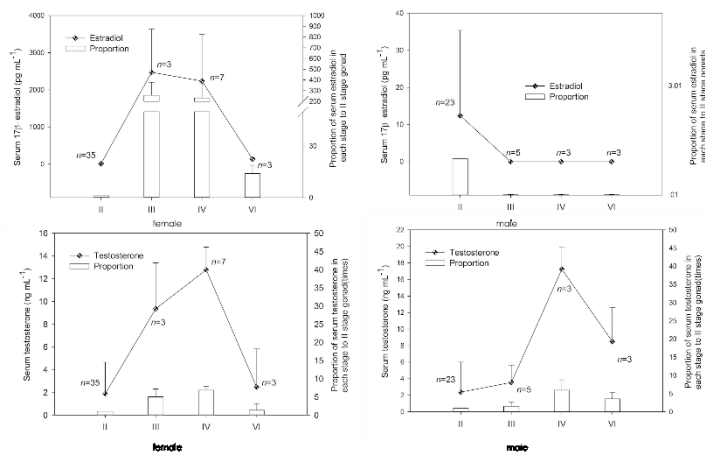 4000
3000
2000
1000
0
Serum 17β estradiol (pg mL-1)
Estradiol
Proportion
n=35
n=3
n=7
n=3
1000
900
800
700
600
500
400
300
200
30
0
Proportion of serum estradiol in
each stage to II stage gonad
II III IV VI
female
40
30
20
10
0
Serum 17β estradiol (pg mL-1)
Estradiol
Proportion
n=23
n=5
n=3
n=3
3.01
.01
Proportion of serum estradiol in
each stage to II stage gonads
II III IV VI
male
16
14
12
10
8
6
4
2
0
Serum testosterone (ng mL-1)
Testosterone
Proportion
n=35
n=3
n=7
n=3
50
45
40
35
30
25
20
15
10
5
0
Proportion of serum testosterone in
each stage to II stage gonad(times)
II III IV VI
female
22
20
18
16
14
12
10
8
6
4
2
0
Serum testosterone (ng mL-1)
Testosterone
Proportion
n=23
n=5
n=3
n=3
50
45
40
35
30
25
20
15
10
5
0
Proportion of serum testosterone in
each stage to II stage gonad(times)
II III IV VI
male